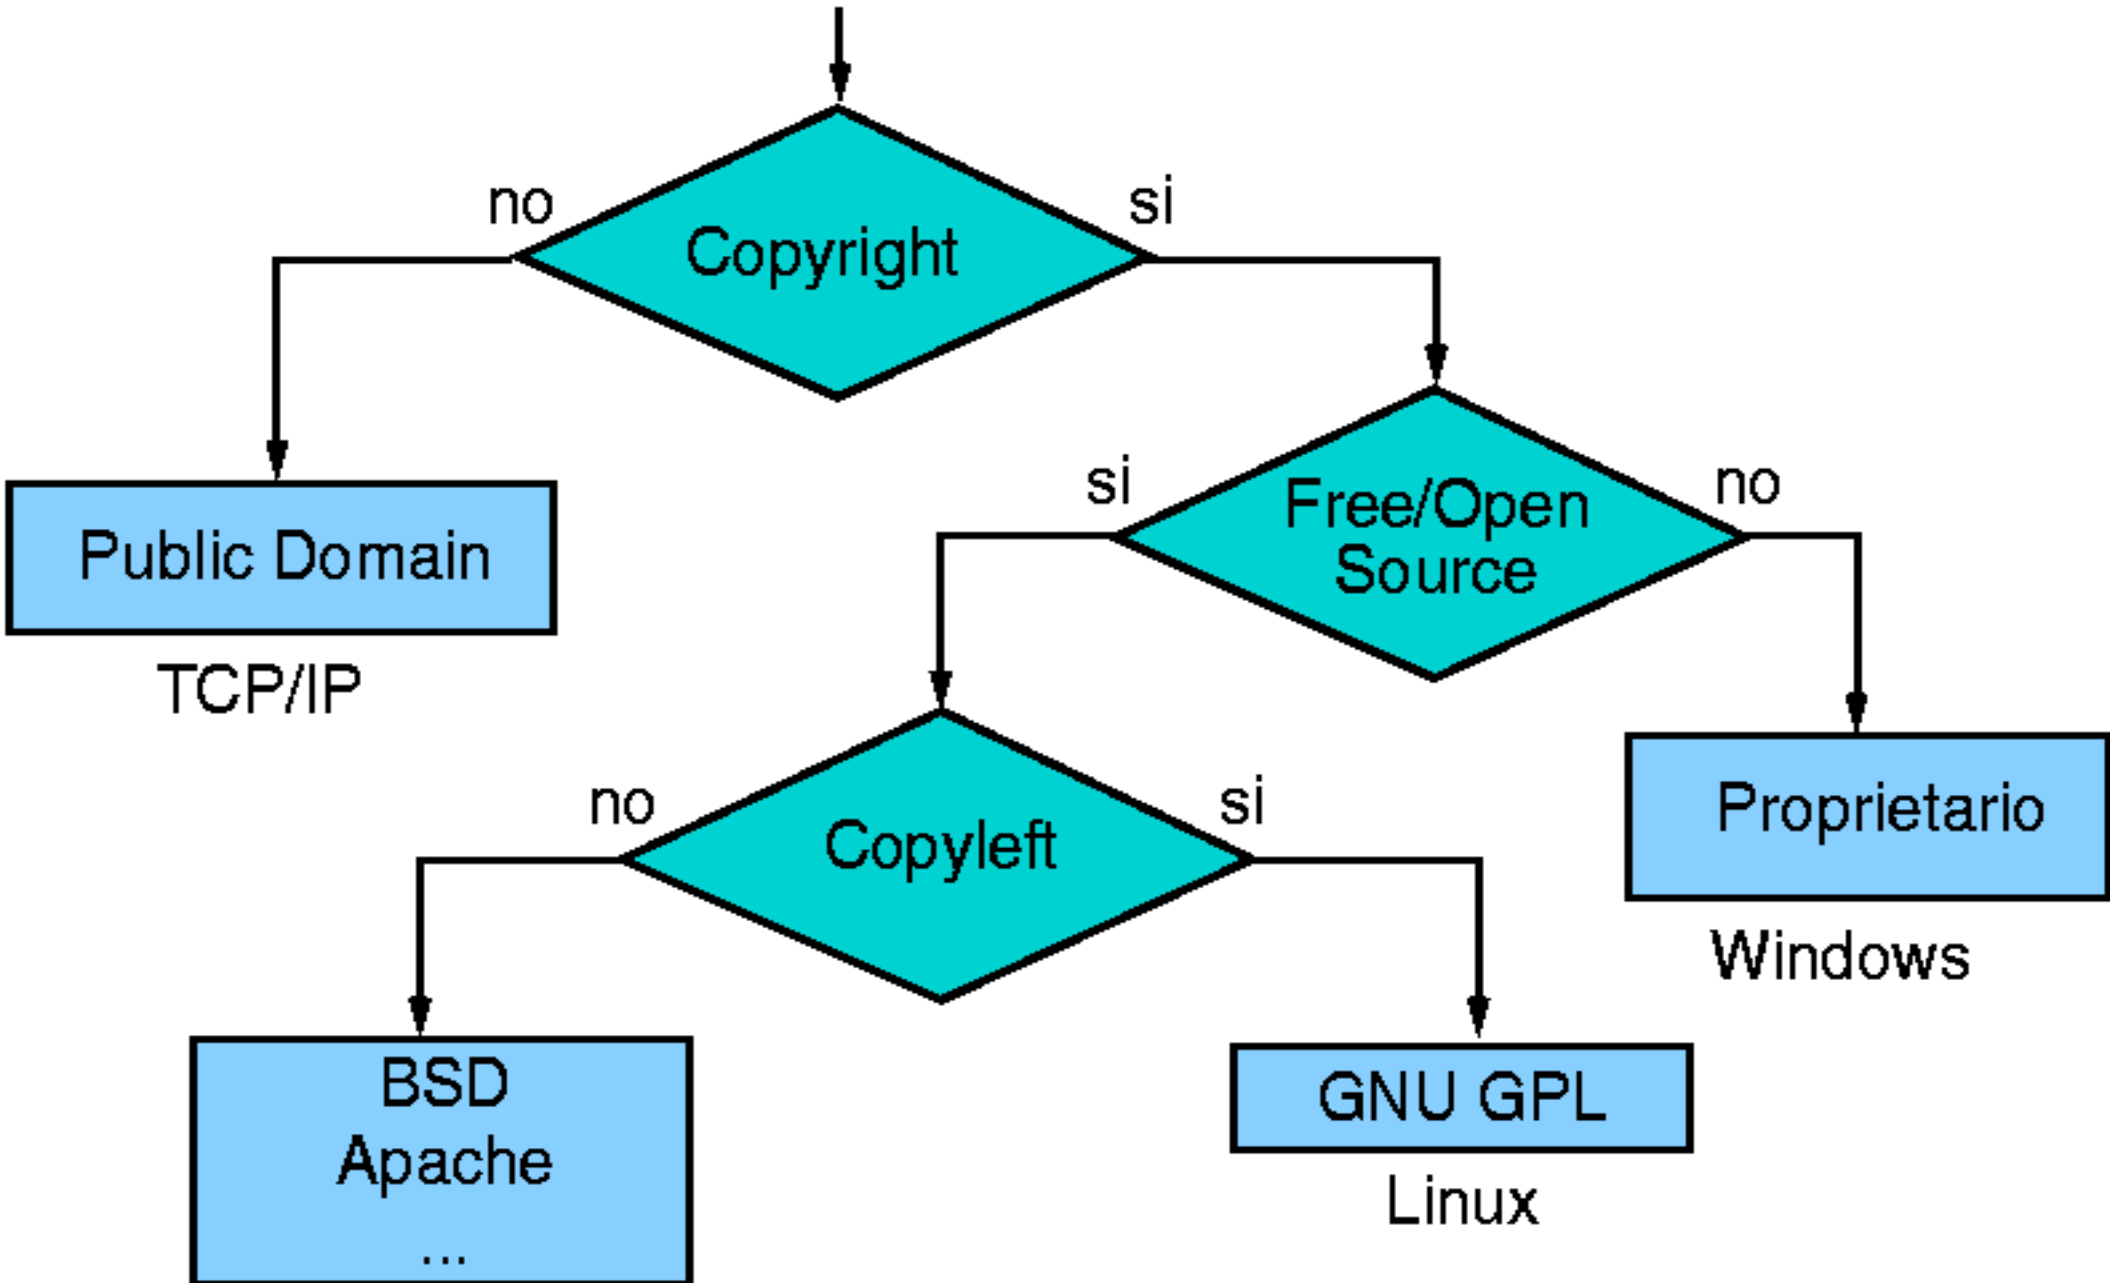 no
si
Copyright
si
no
Free/Open
Source
Public Domain
TCP/IP
no
si
Copyleft
Proprietario
Windows
BSD
Apache
...
GNU GPL
Linux